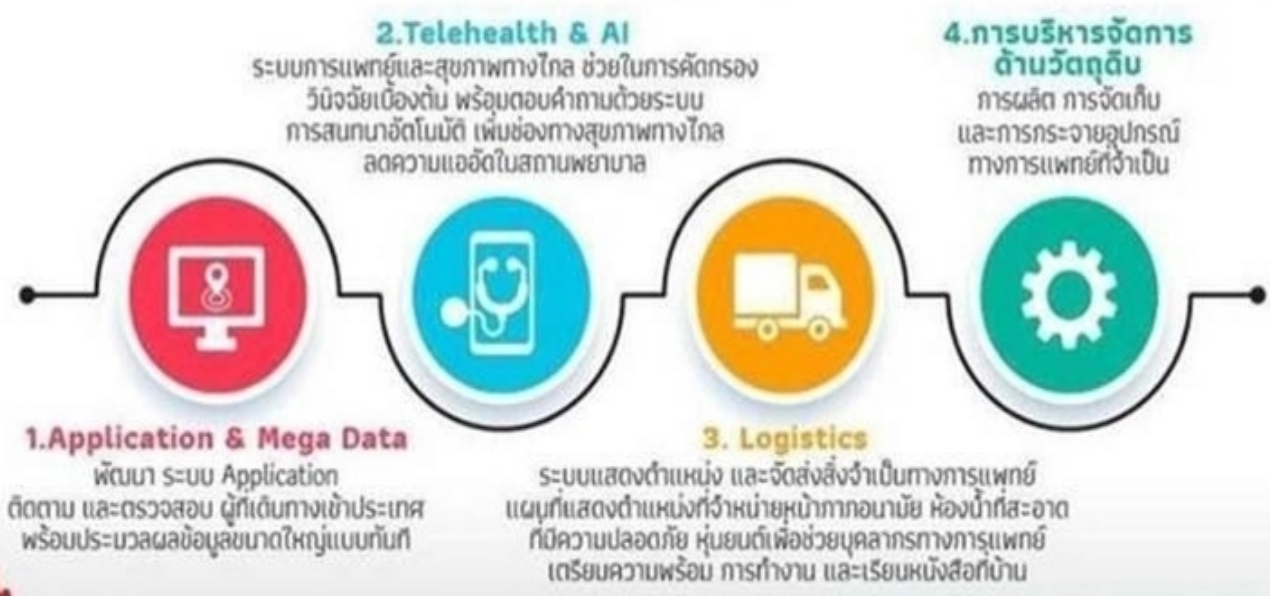 1.Application & Mega Data
พัฒนา ระบบ Application
ติดตาม และตรวจสอบ ผู้ที่เดินทางเข้าประเทศ
พร้อมประมวลผลข้อมูลขนาดใหญ่แบบทันที
2.Telehealth & AI
ระบบการแพทย์และสุขภาพทางไกล ช่วยในการคัดกรอง
วินิจฉัยเบื้องต้น พร้อมตอบคำถามด้วยระบบ
การสนทนาอัตโนมัติ เพิ่มช่องทางสุขภาพทางไกล
ลดความแออัดในสถานพยาบาล
3. Logistics
ระบบแสดงตำแหน่ง และจัดส่งสิ่งจำเป็นทางการแพทย์
แผนที่แสดงตำแหน่งที่จำหน่ายหน้ากากอนามัย ห้องน้ำที่สะอาด
ที่มีความปลอดภัย หุ่นยนต์เพื่อช่วยบุคลากรทางการแพทย์
เตรียมความพร้อม การทำงาน และเรียนหนังสือที่บ้าน
4.การบริหารจัดการ
ด้านวัตถุดิบ
การผลิต การจัดเก็บ
และการกระจายอุปกรณ์
ทางการแพทย์ที่จำเป็น